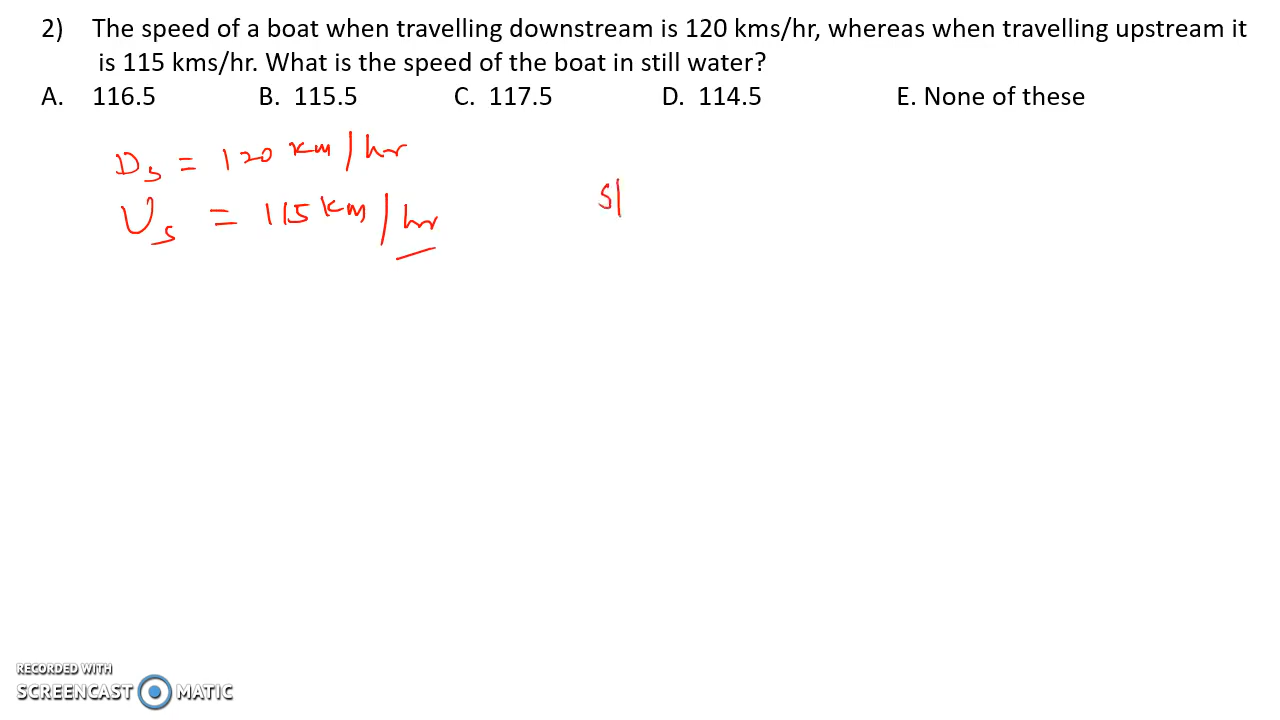 2) The speed of a boat when travelling downstream is 120 kms/hr, whereas when travelling upstream it
is 115 kms/hr. What is the speed of the boat in still water?
A. 116.5 B. 115.5 C. 117.5 D. 114.5 E. None of these
Ds = 120 km/hr
Us = 115 km/hr
S
RECORDED WITH
SCREENCAST MATIC